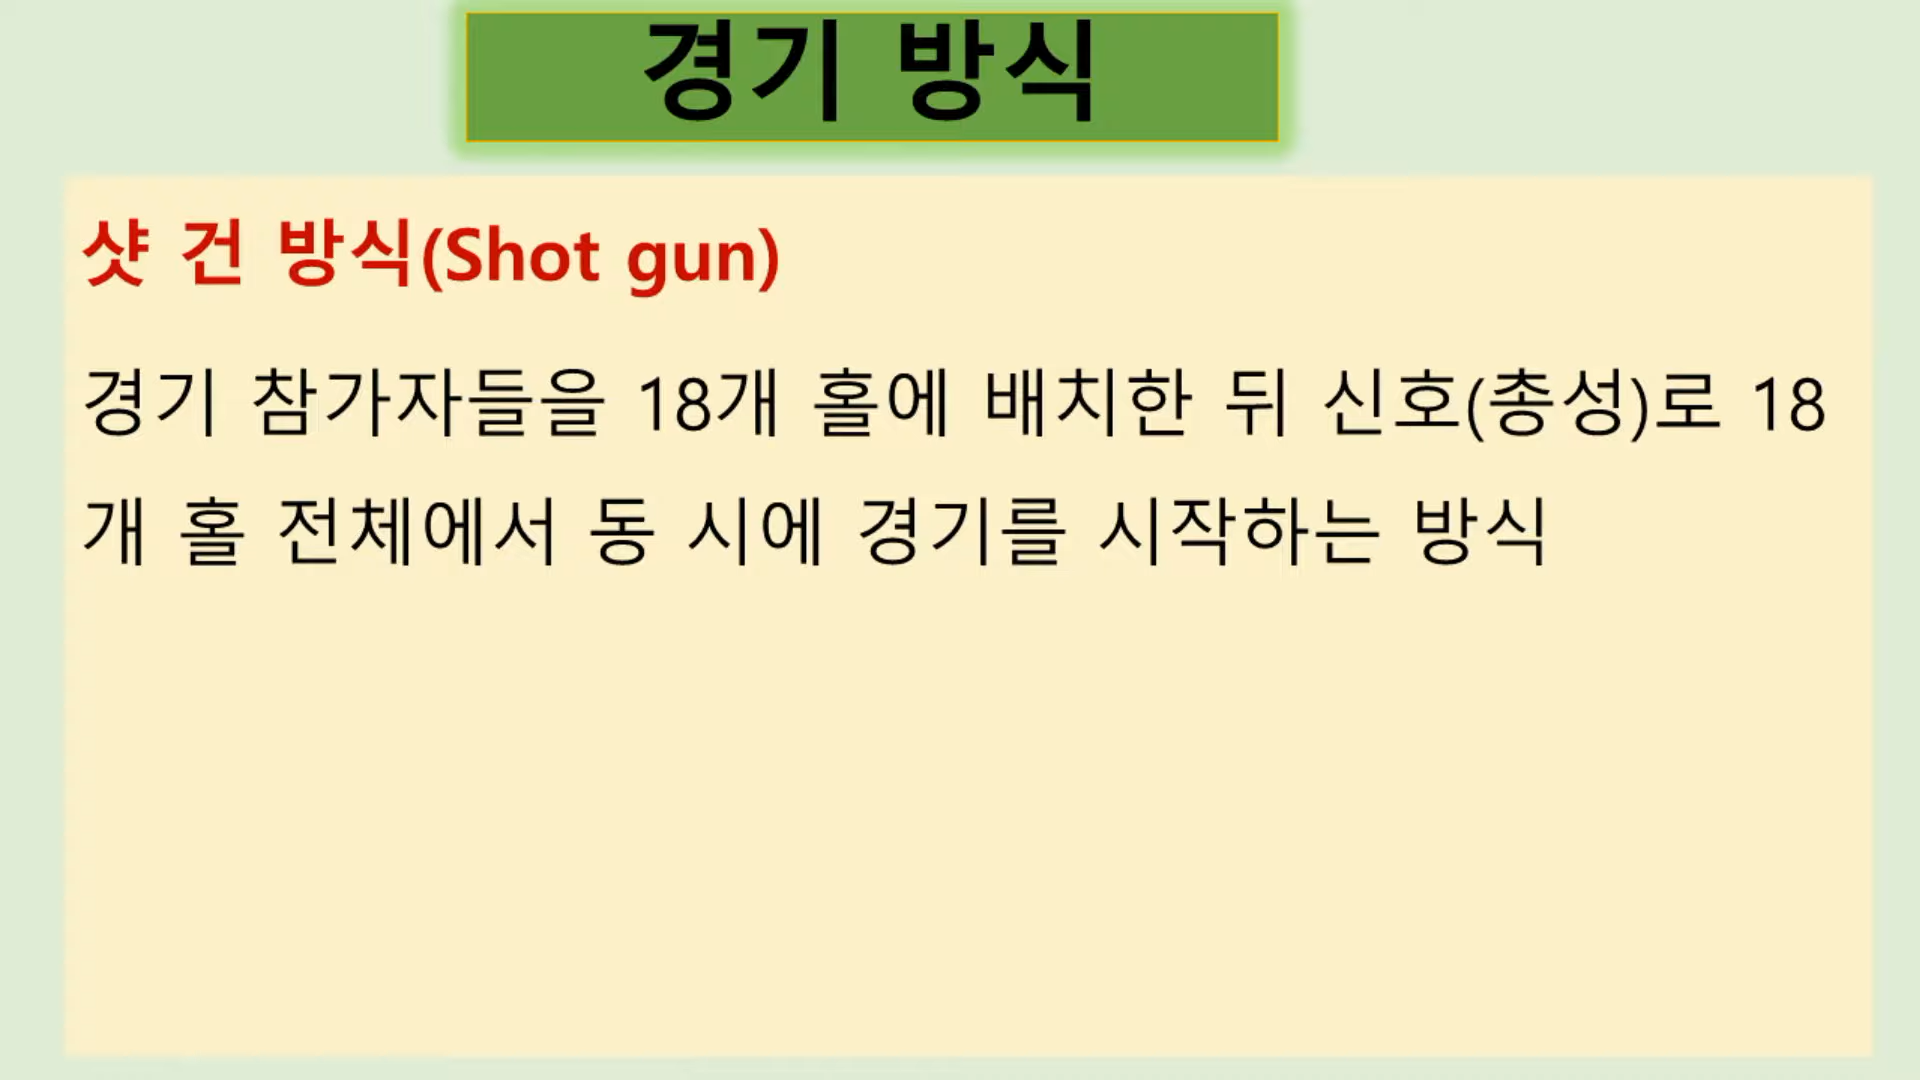 경기 방식
샷 건 방식(Shot gun)
경기 참가자들을 18개 홀에 배치한 뒤 신호(총성)로 18
개 홀 전체에서 동 시에 경기를 시작하는 방식